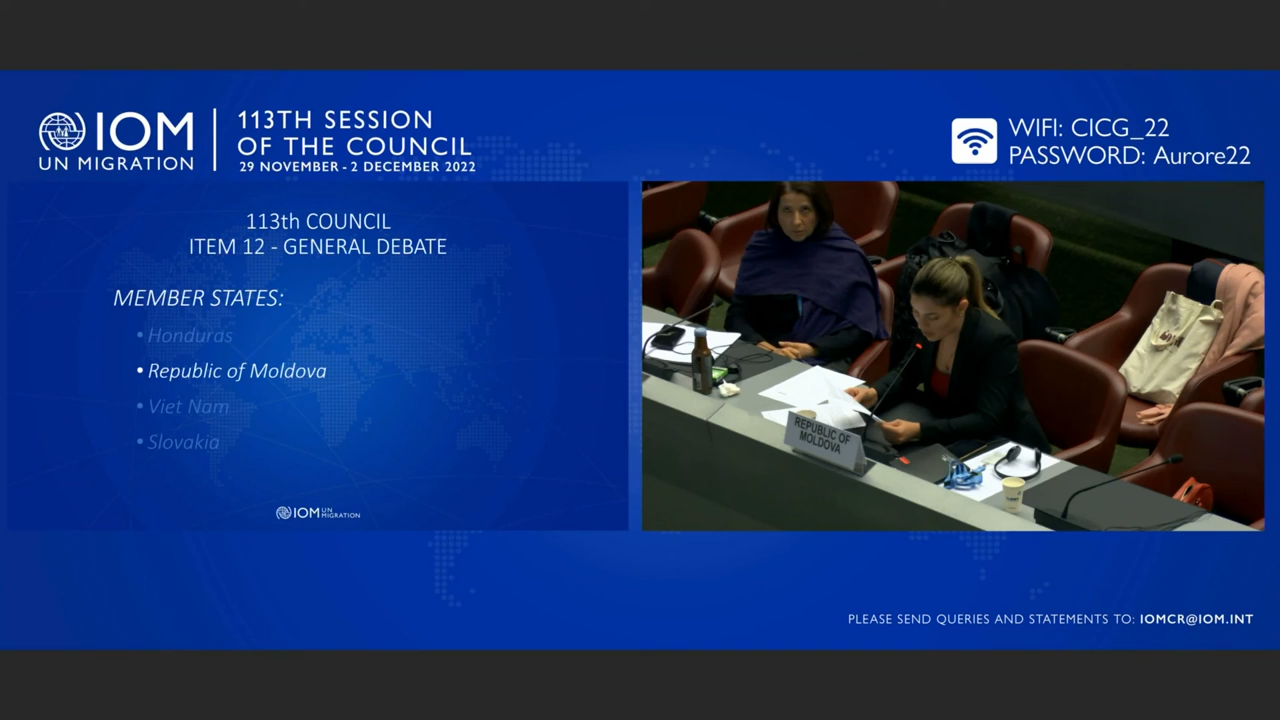 IOM
UN MIGRATION
113TH SESSION
OF THE COUNCIL
29 NOVEMBER - 2 DECEMBER 2022
WIFI: CICG_22
PASSWORD: Aurore22
113th COUNCIL
ITEM 12 - GENERAL DEBATE
MEMBER STATES:
• Honduras
• Republic of Moldova
• Viet Nam
• Slovakia
IOM UN MIGRATION
REPUBLIC OF
MOLDOVA
PLEASE SEND QUERIES AND STATEMENTS TO: IOMCR@IOM.INT